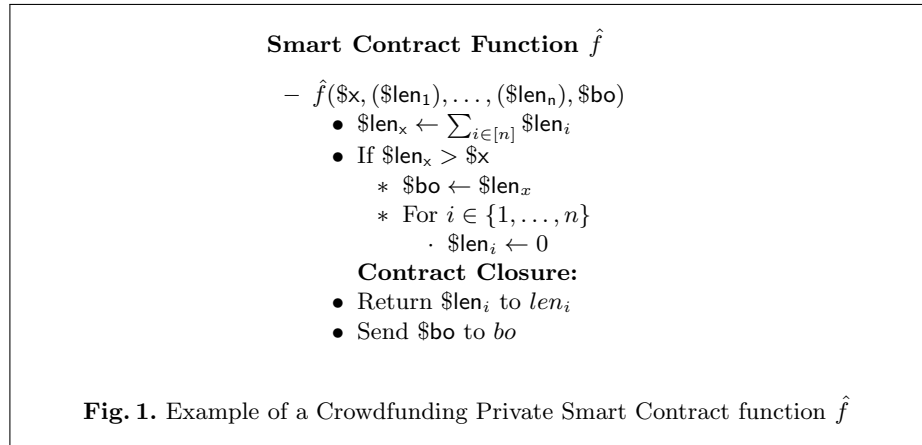 Smart Contract Function f̂
– f̂($x, ($len₁), . . . , ($lenₙ), $bo)
• $lenₓ ← ∑_{i∈[n]} $lenᵢ
• If $lenₓ > $x
∗ $bo ← $lenₓ
∗ For i ∈ {1, . . . , n}
· $lenᵢ ← 0
Contract Closure:
• Return $lenᵢ to lenᵢ
• Send $bo to bo
Fig. 1. Example of a Crowdfunding Private Smart Contract function f̂